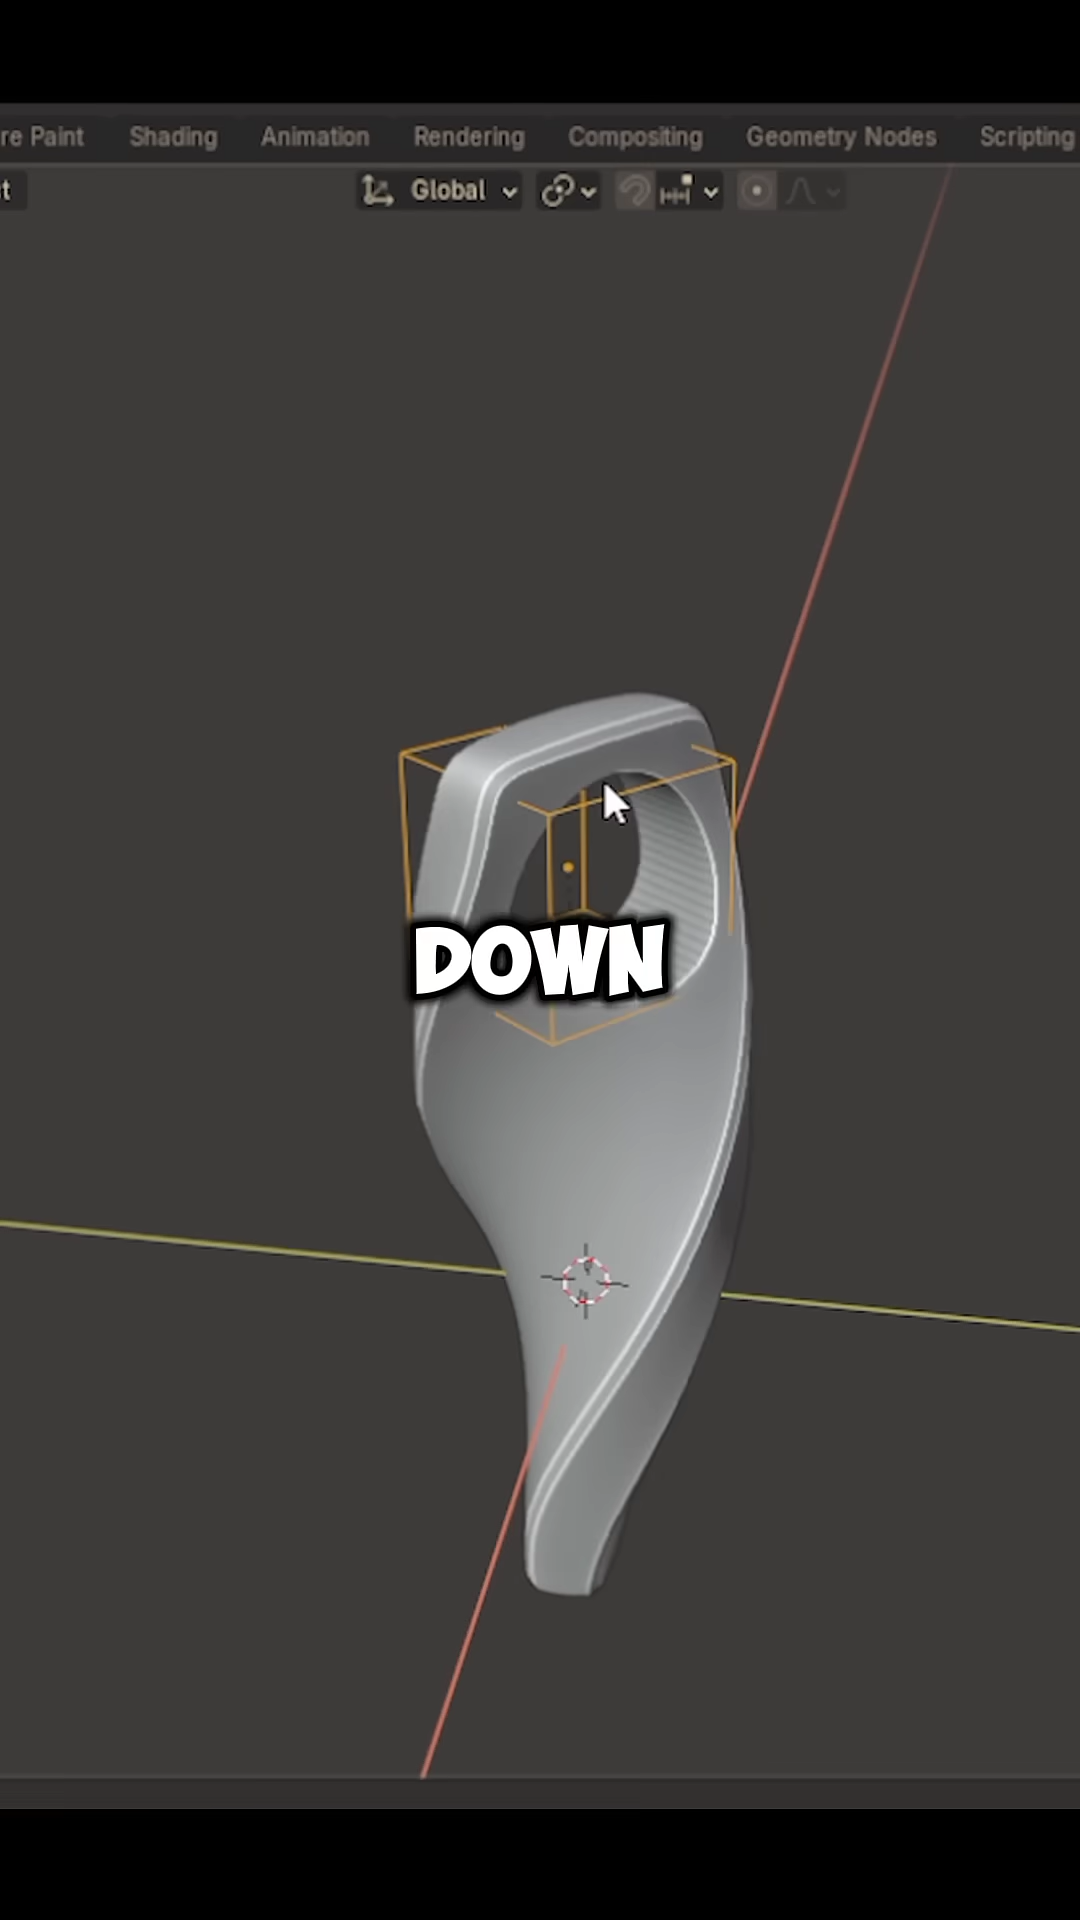 re Paint Shading Animation Rendering Compositing Geometry Nodes Scripting
t Global
DOWN